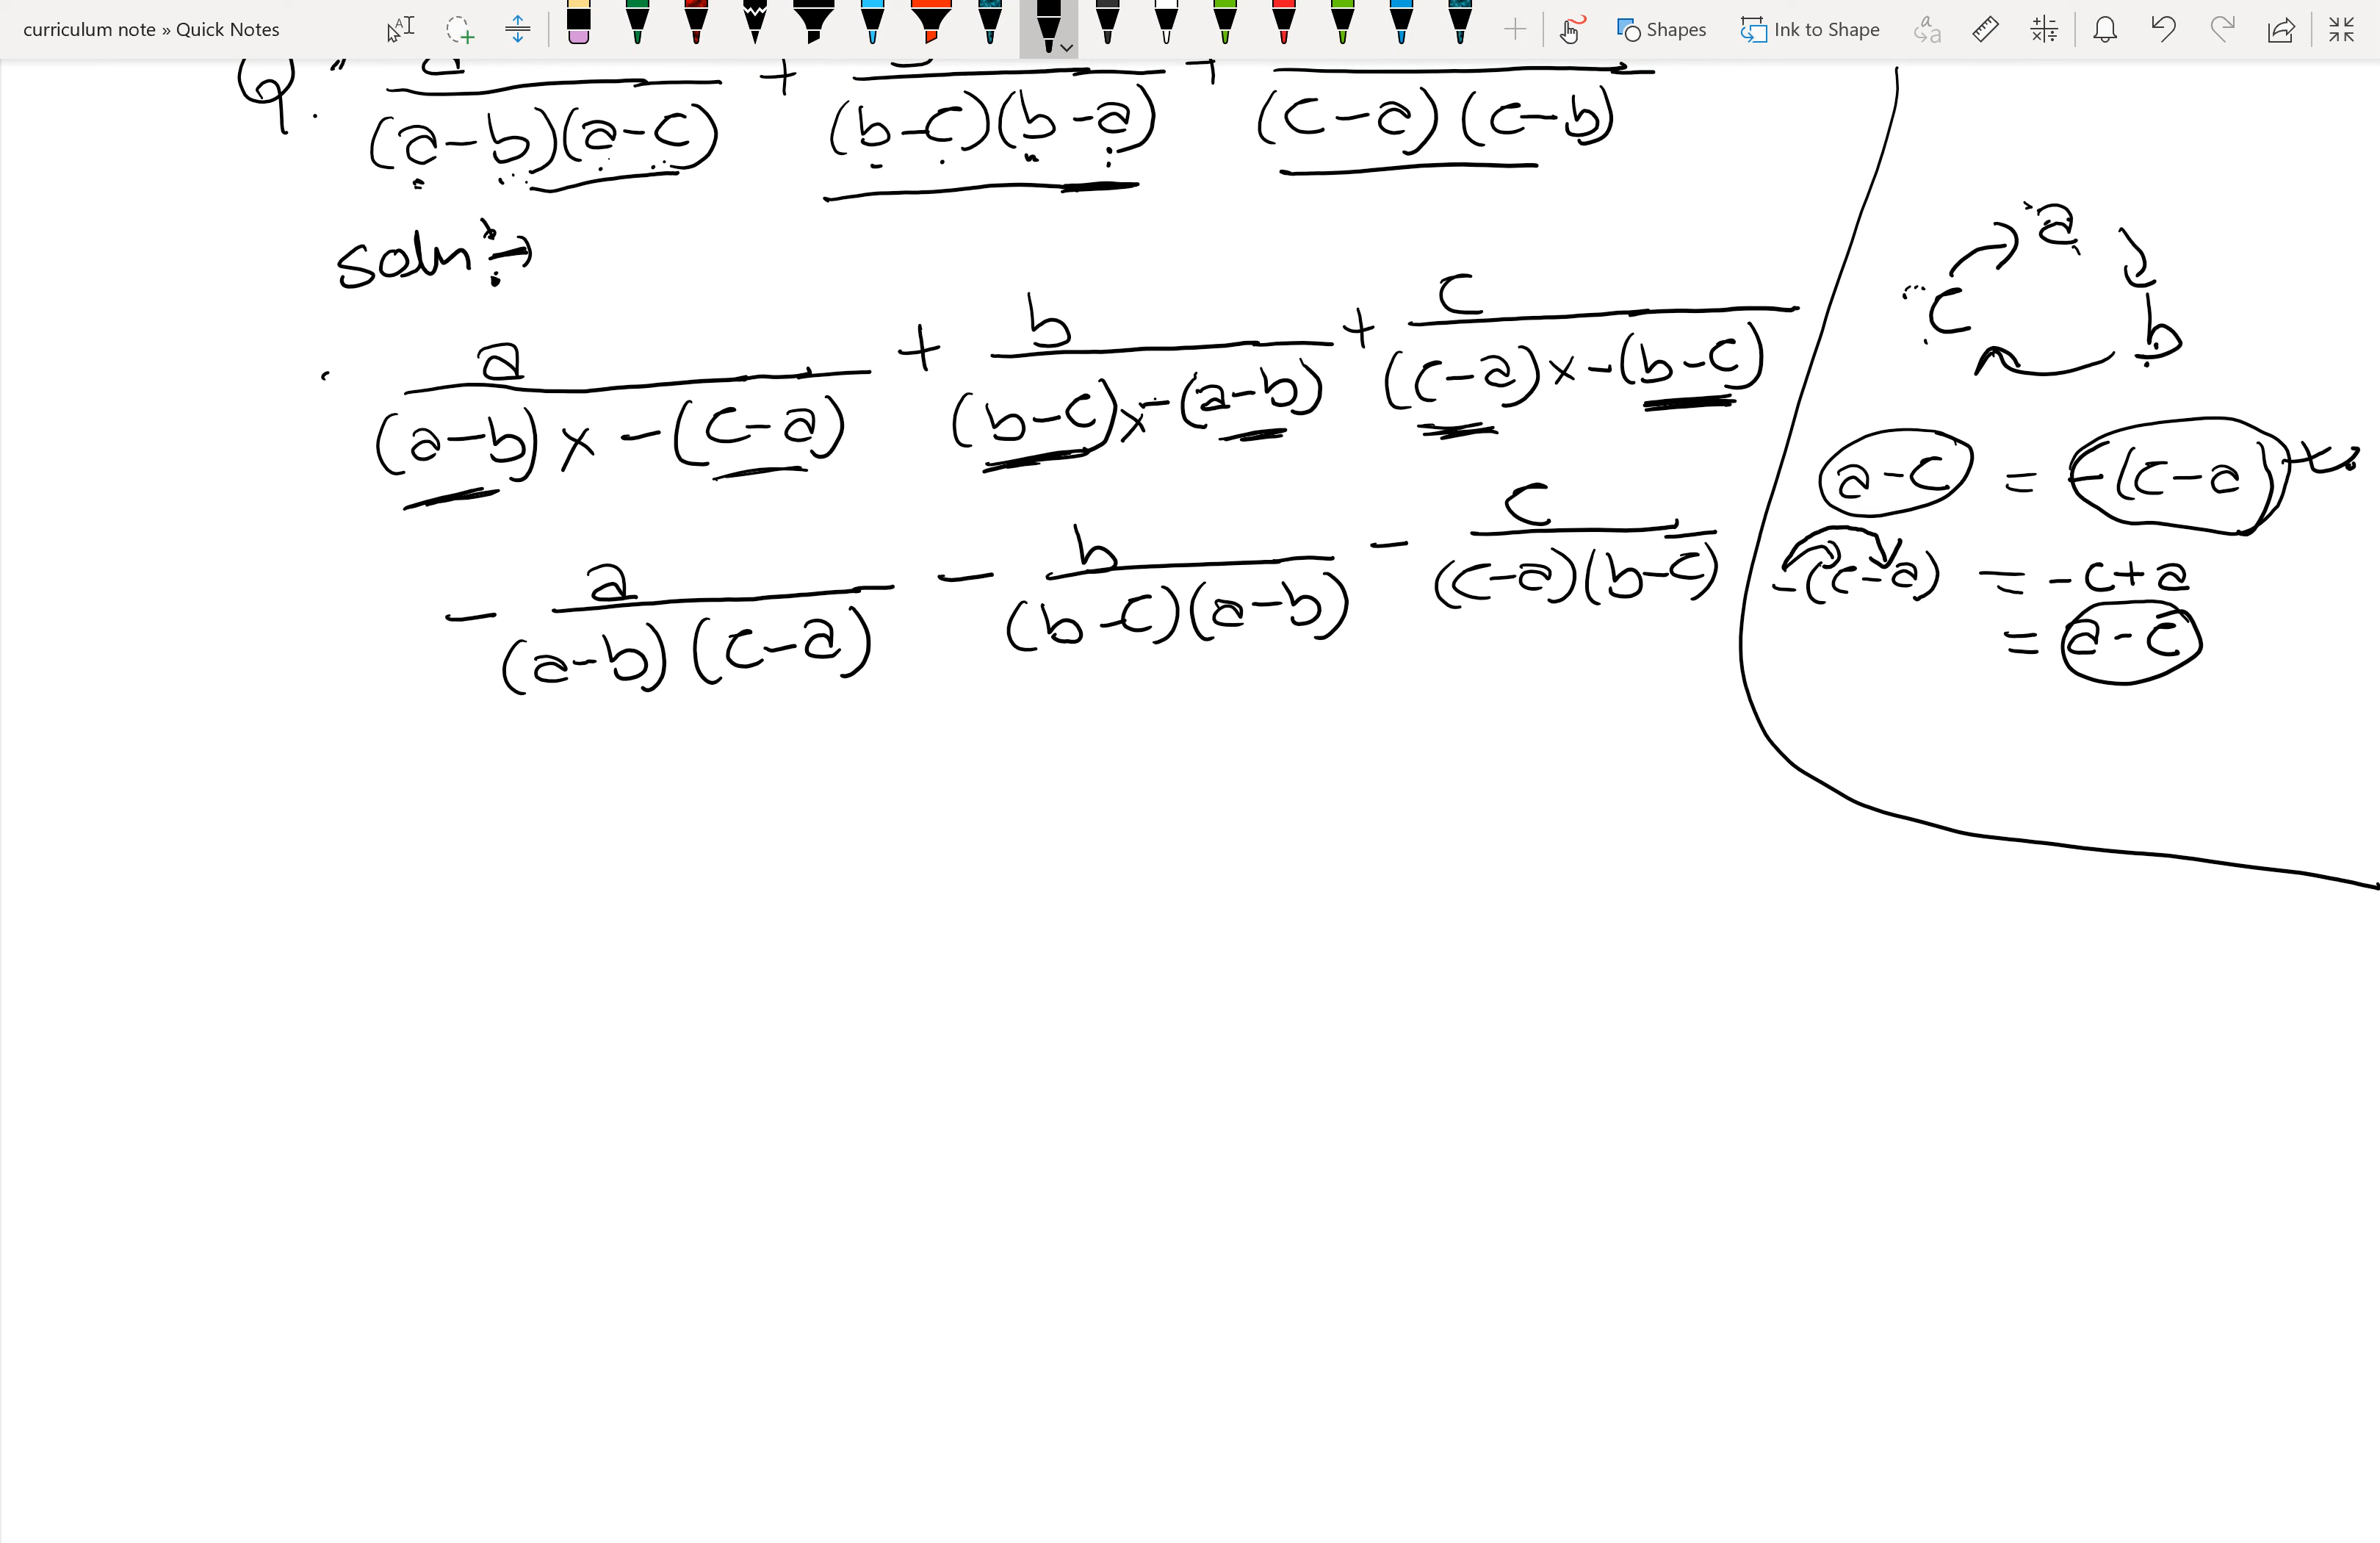 curriculum note » Quick Notes
Shapes
Ink to Shape
Q.
/(a-b)(a-c) + /(b-c)(b-a) + /(c-a)(c-b)
soln:→
a/(a-b)x-(c-a) + b/(b-c)x-(a-b) + c/(c-a)x-(b-c)
- a/(a-b)(c-a) - b/(b-c)(a-b) - c/(c-a)(b-c)
a
c
b
a-c = -(c-a)
-(c-a) = -c+a
= a-c